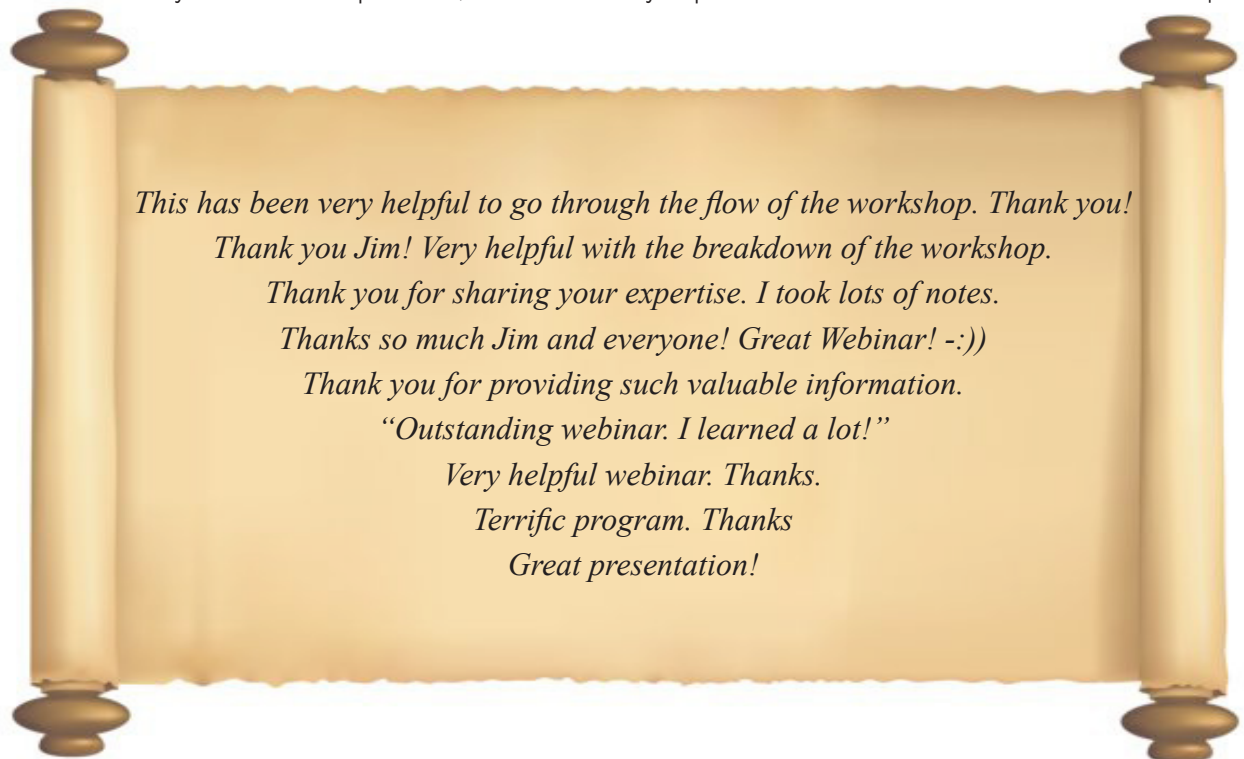 This has been very helpful to go through the flow of the workshop. Thank you!
Thank you Jim! Very helpful with the breakdown of the workshop.
Thank you for sharing your expertise. I took lots of notes.
Thanks so much Jim and everyone! Great Webinar! -:))
Thank you for providing such valuable information.
“Outstanding webinar. I learned a lot!”
Very helpful webinar. Thanks.
Terrific program. Thanks
Great presentation!